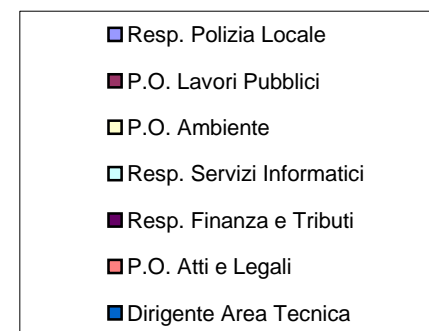 Resp. Polizia Locale
P.O. Lavori Pubblici
P.O. Ambiente
Resp. Servizi Informatici
Resp. Finanza e Tributi
P.O. Atti e Legali
Dirigente Area Tecnica